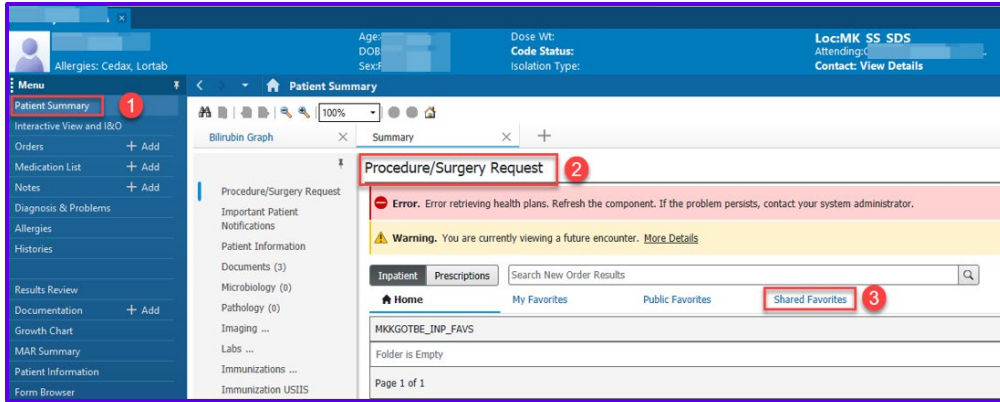 Age:
DOB
Sex:F
Dose Wt:
Code Status:
Isolation Type:
Loc:MK SS SDS
Attending:
Contact: View Details
Allergies: Cedax, Lortab
Menu
Patient Summary
100%
Patient Summary 1
Interactive View and I&O
Orders + Add
Medication List + Add
Notes + Add
Diagnosis & Problems
Allergies
Histories
Results Review
Documentation + Add
Growth Chart
MAR Summary
Patient Information
Form Browser
Bilirubin Graph
Summary
Procedure/Surgery Request
Important Patient
Notifications
Patient Information
Documents (3)
Microbiology (0)
Pathology (0)
Imaging ...
Labs ...
Immunizations ...
Immunization USIIS
Procedure/Surgery Request 2
Error. Error retrieving health plans. Refresh the component. If the problem persists, contact your system administrator.
Warning. You are currently viewing a future encounter. More Details
Inpatient Prescriptions Search New Order Results
Home My Favorites Public Favorites Shared Favorites 3
MKKGOTBE_INP_FAVS
Folder is Empty
Page 1 of 1